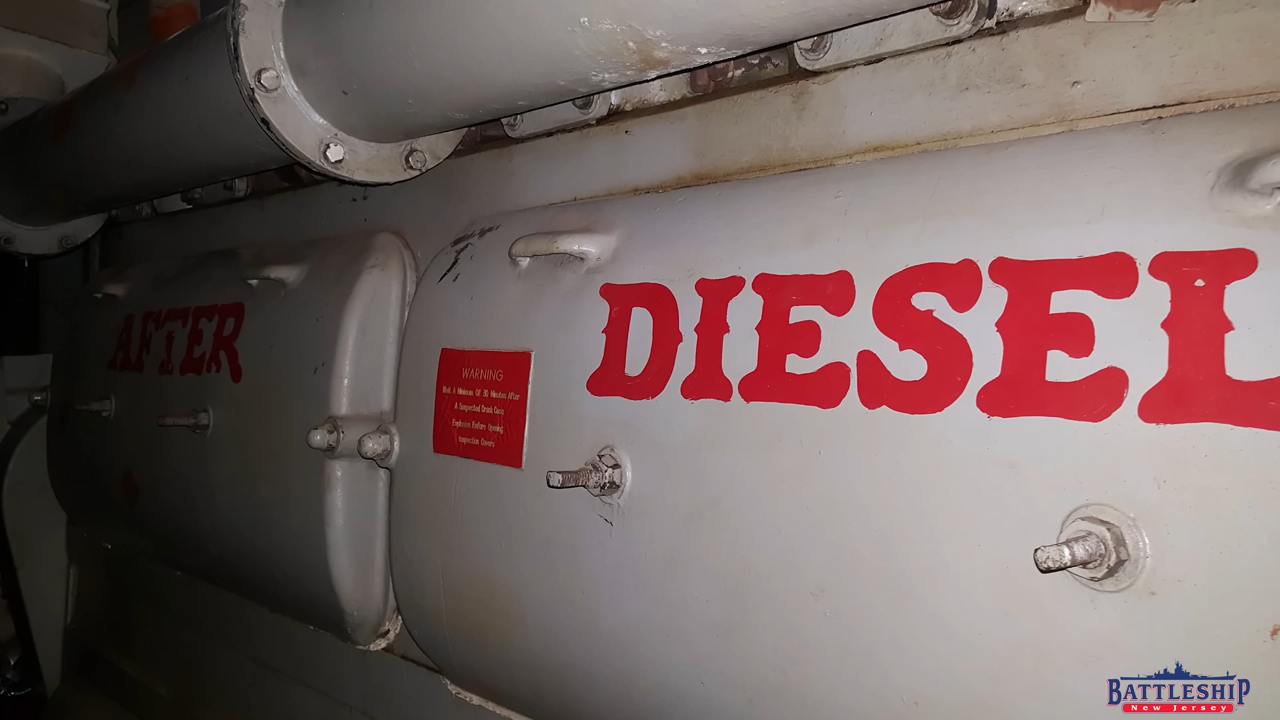 AFTER
DIESEL
WARNING
Wait A Minimum Of 30 Minutes After
A Suspected Crank Case
Explosion Before Opening
Inspection Covers
BATTLESHIP
New Jersey